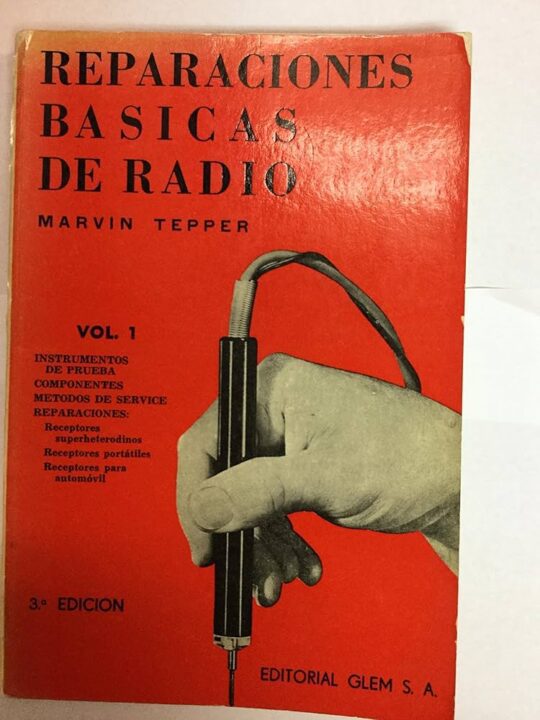 REPARACIONES
BASICAS
DE RADIO
MARVIN TEPPER
VOL. 1
INSTRUMENTOS
DE PRUEBA
COMPONENTES
METODOS DE SERVICE
REPARACIONES:
Receptores
superheterodinos
Receptores portátiles
Receptores para
automóvil
3.ª EDICION
EDITORIAL GLEM S. A.